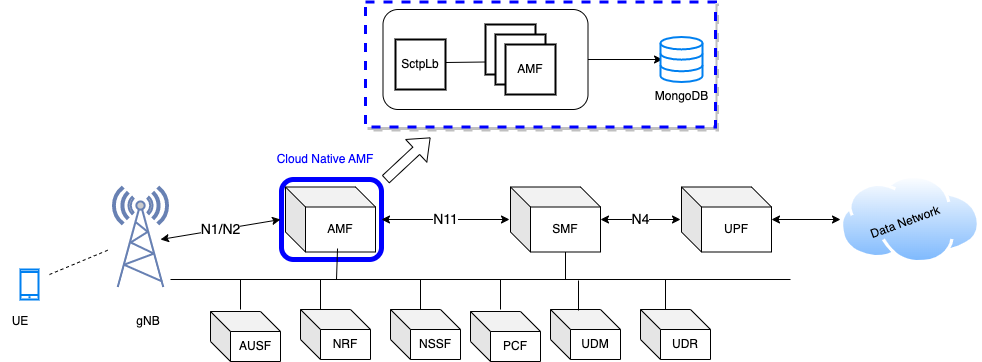 SctpLb
AMF
MongoDB
Cloud Native AMF
N1/N2
AMF
N11
SMF
N4
UPF
Data Network
UE
gNB
AUSF
NRF
NSSF
PCF
UDM
UDR